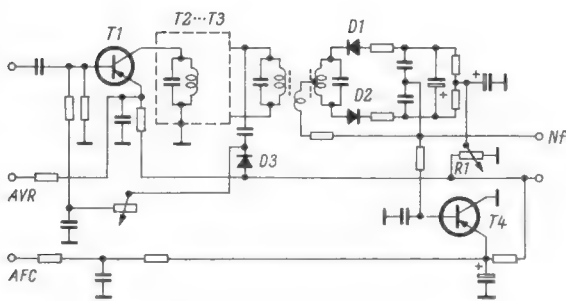 T1
T2...T3
D1
D2
D3
Nf
R1
AVR
T4
AFC
+
+
+